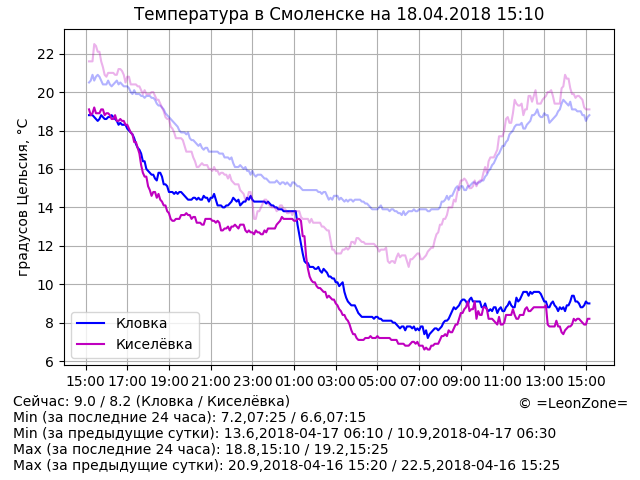 Температура в Смоленске на 18.04.2018 15:10
градусов Цельсия, °C
22
20
18
16
14
12
10
8
6
Кловка
Киселёвка
15:00 17:00 19:00 21:00 23:00 01:00 03:00 05:00 07:00 09:00 11:00 13:00 15:00
Сейчас: 9.0 / 8.2 (Кловка / Киселёвка)
© =LeonZone=
Min (за последние 24 часа): 7.2,07:25 / 6.6,07:15
Min (за предыдущие сутки): 13.6,2018-04-17 06:10 / 10.9,2018-04-17 06:30
Max (за последние 24 часа): 18.8,15:10 / 19.2,15:25
Max (за предыдущие сутки): 20.9,2018-04-16 15:20 / 22.5,2018-04-16 15:25